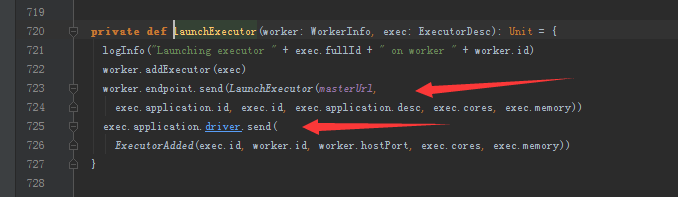 719
720 private def launchExecutor(worker: WorkerInfo, exec: ExecutorDesc): Unit = {
721 logInfo("Launching executor " + exec.fullId + " on worker " + worker.id)
722 worker.addExecutor(exec)
723 worker.endpoint.send(LaunchExecutor(masterUrl,
724 exec.application.id, exec.id, exec.application.desc, exec.cores, exec.memory))
725 exec.application.driver.send(
726 ExecutorAdded(exec.id, worker.id, worker.hostPort, exec.cores, exec.memory))
727 }
728